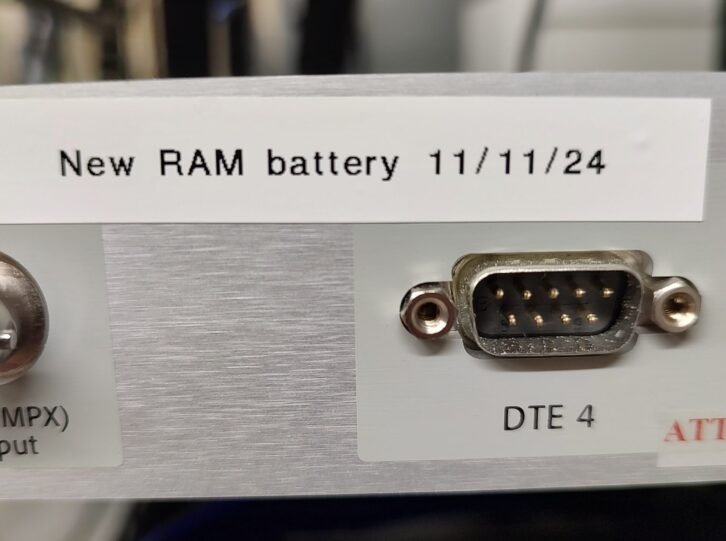 New RAM battery 11/11/24
MPX)
put
DTE 4
ATT